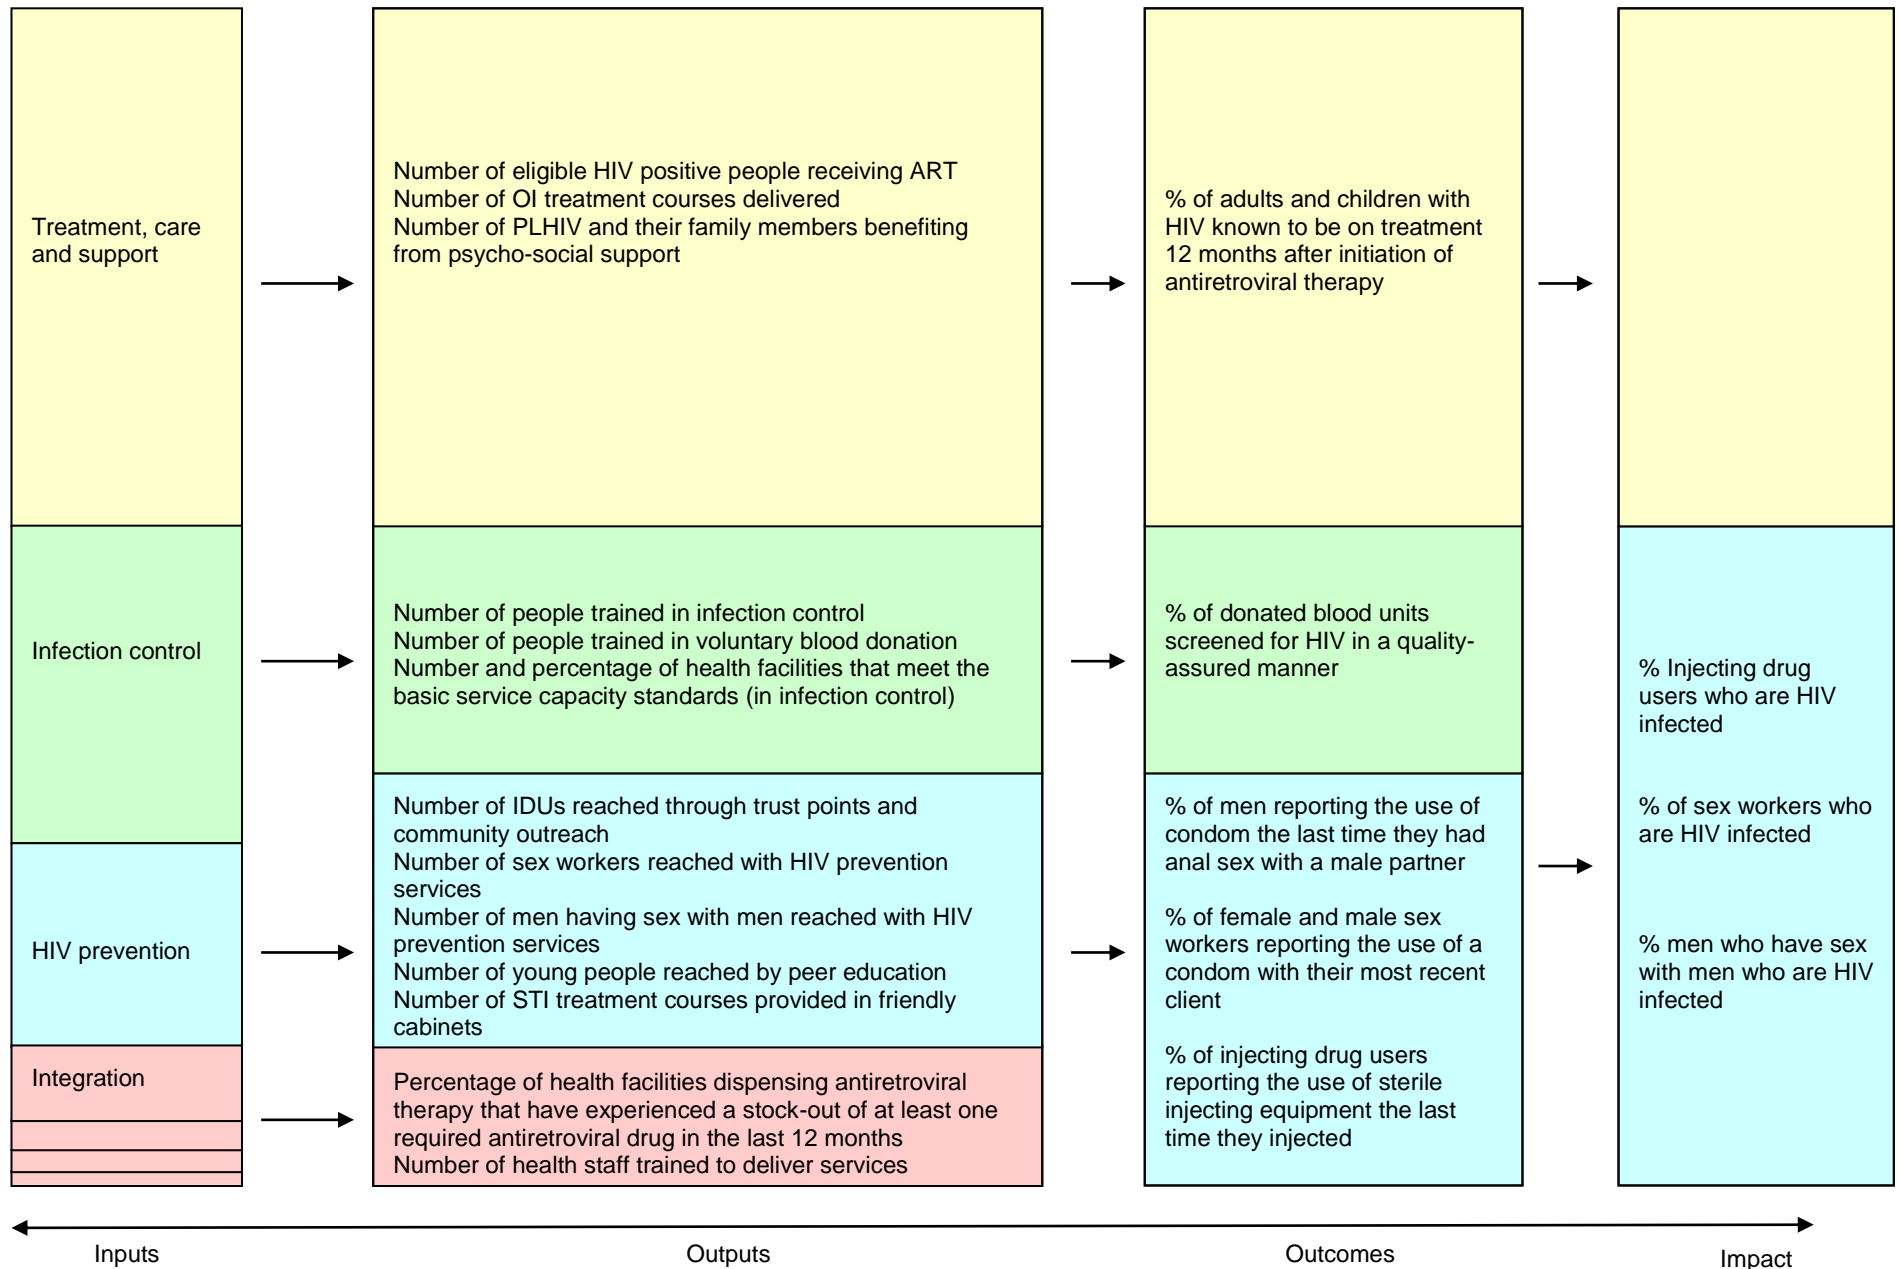 Treatment, care
and support
Number of eligible HIV positive people receiving ART
Number of OI treatment courses delivered
Number of PLHIV and their family members benefiting
from psycho-social support
% of adults and children with
HIV known to be on treatment
12 months after initiation of
antiretroviral therapy
Infection control
Number of people trained in infection control
Number of people trained in voluntary blood donation
Number and percentage of health facilities that meet the
basic service capacity standards (in infection control)
% of donated blood units
screened for HIV in a quality-
assured manner
HIV prevention
Number of IDUs reached through trust points and
community outreach
Number of sex workers reached with HIV prevention
services
Number of men having sex with men reached with HIV
prevention services
Number of young people reached by peer education
Number of STI treatment courses provided in friendly
cabinets
% of men reporting the use of
condom the last time they had
anal sex with a male partner
% of female and male sex
workers reporting the use of a
condom with their most recent
client
% of injecting drug users
reporting the use of sterile
injecting equipment the last
time they injected
% Injecting drug
users who are HIV
infected
% of sex workers who
are HIV infected
% men who have sex
with men who are HIV
infected
Integration
Percentage of health facilities dispensing antiretroviral
therapy that have experienced a stock-out of at least one
required antiretroviral drug in the last 12 months
Number of health staff trained to deliver services
Inputs
Outputs
Outcomes
Impact